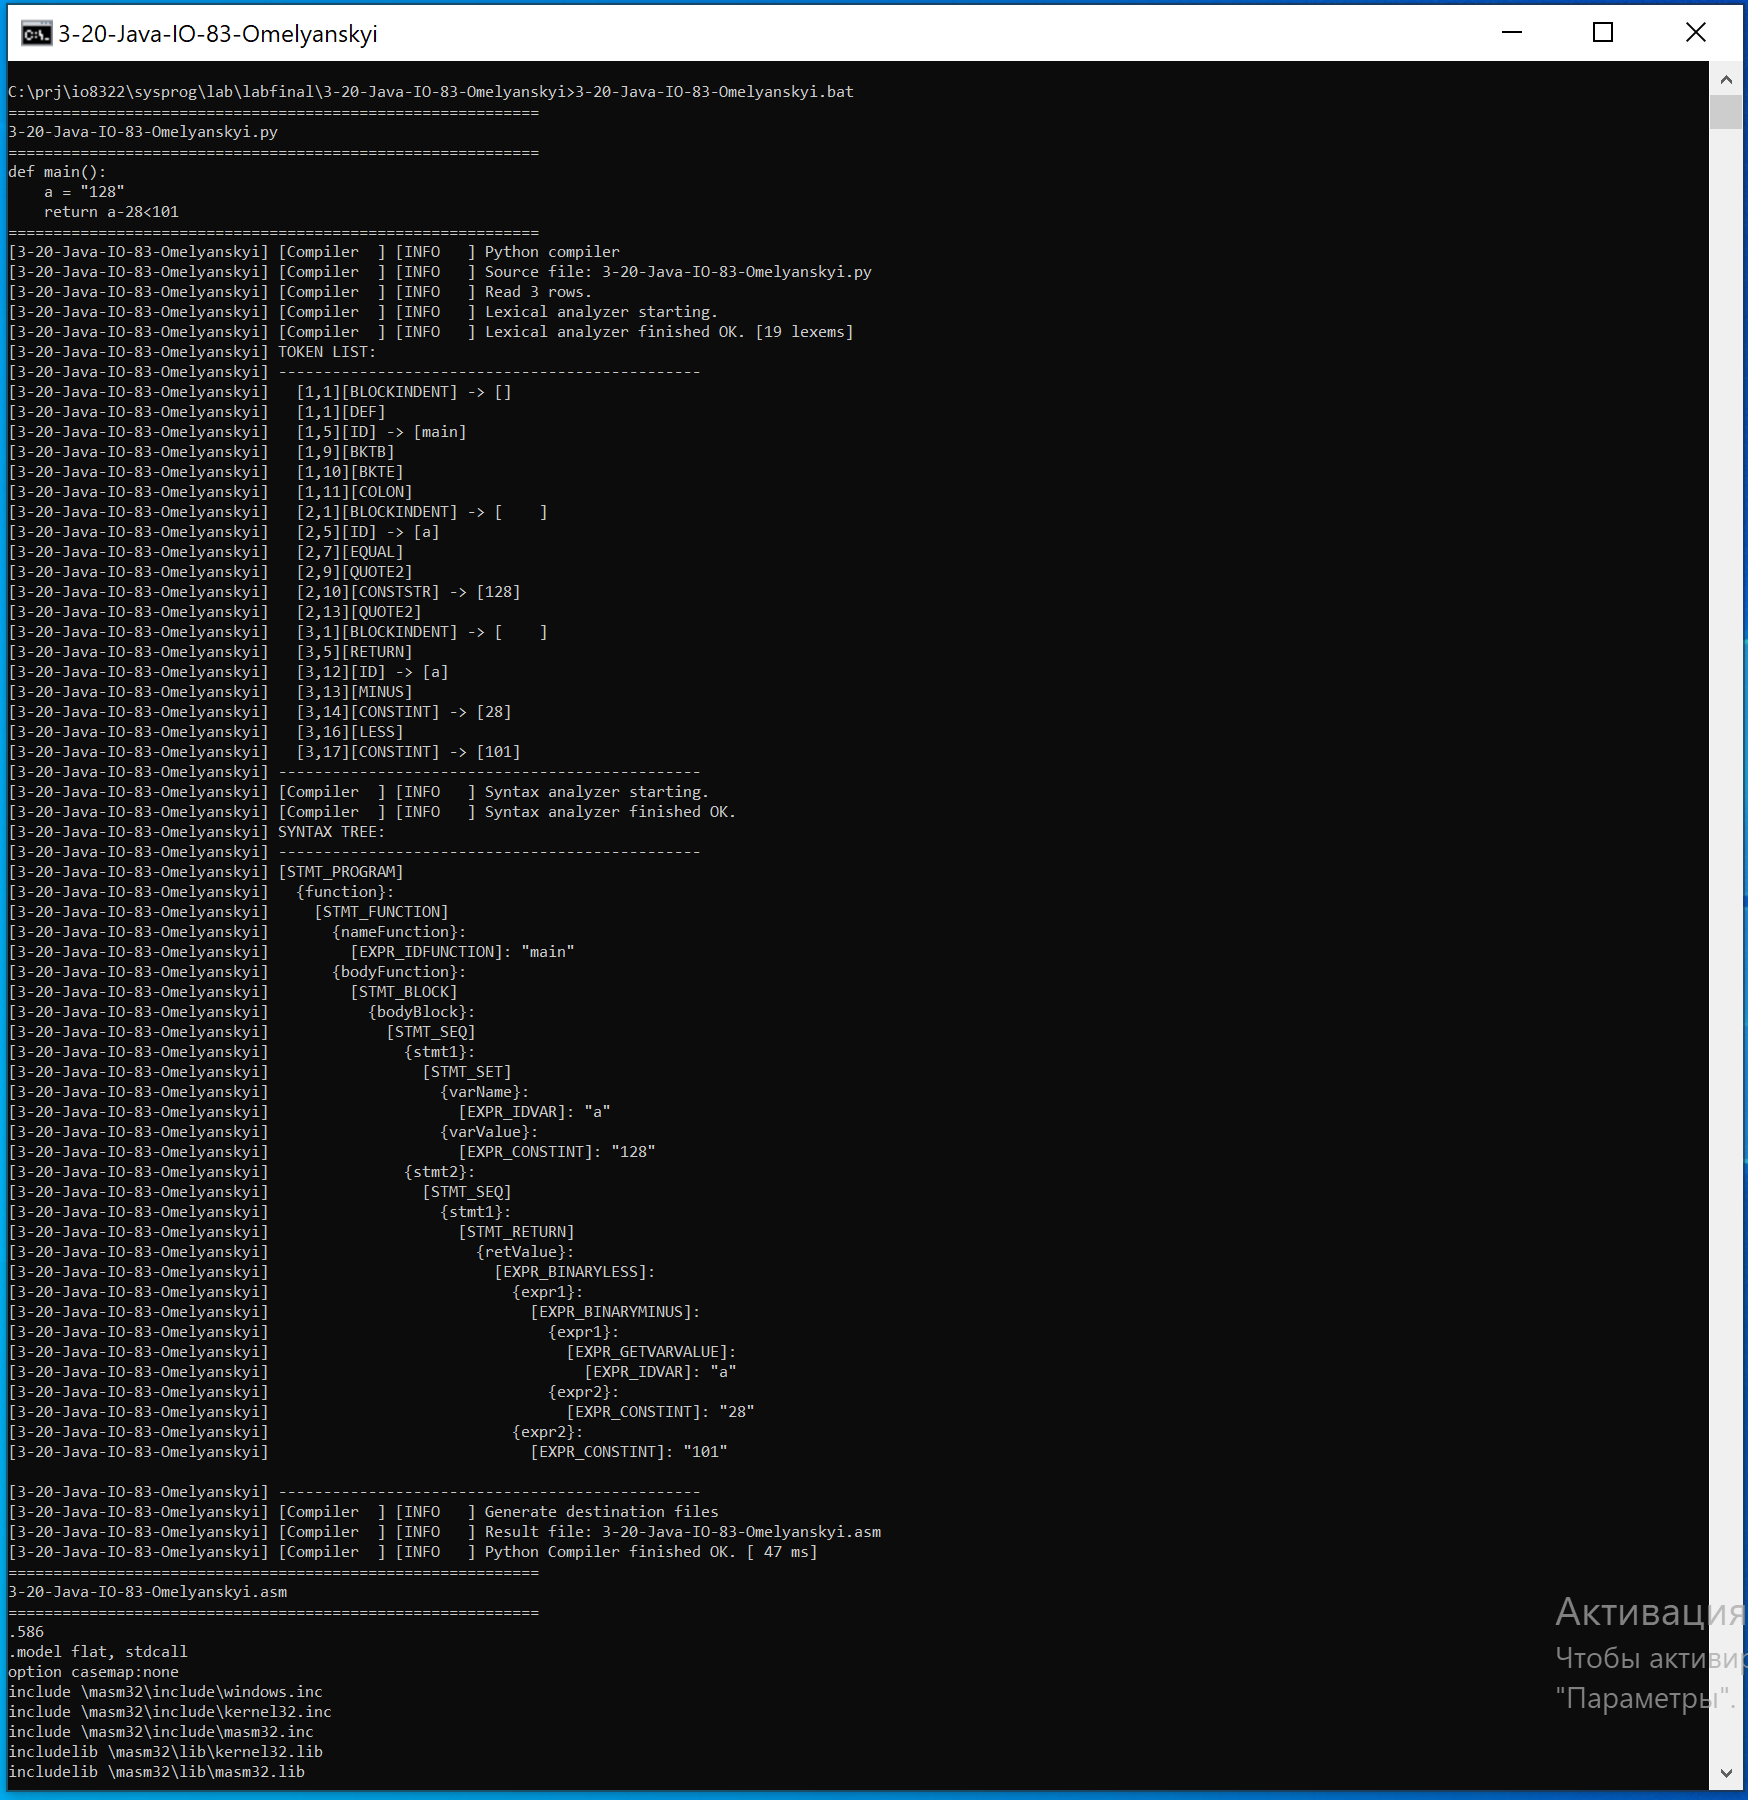 3-20-Java-IO-83-Omelyanskyi
C:\prj\io8322\sysprog\lab\labfinal\3-20-Java-IO-83-Omelyanskyi>3-20-Java-IO-83-Omelyanskyi.bat
===========================================================
3-20-Java-IO-83-Omelyanskyi.py
===========================================================
def main():
    a = "128"
    return a-28<101
===========================================================
[3-20-Java-IO-83-Omelyanskyi] [Compiler  ] [INFO   ] Python compiler
[3-20-Java-IO-83-Omelyanskyi] [Compiler  ] [INFO   ] Source file: 3-20-Java-IO-83-Omelyanskyi.py
[3-20-Java-IO-83-Omelyanskyi] [Compiler  ] [INFO   ] Read 3 rows.
[3-20-Java-IO-83-Omelyanskyi] [Compiler  ] [INFO   ] Lexical analyzer starting.
[3-20-Java-IO-83-Omelyanskyi] [Compiler  ] [INFO   ] Lexical analyzer finished OK. [19 lexems]
[3-20-Java-IO-83-Omelyanskyi] TOKEN LIST:
[3-20-Java-IO-83-Omelyanskyi] -----------------------------------------------
[3-20-Java-IO-83-Omelyanskyi]   [1,1][BLOCKINDENT] -> []
[3-20-Java-IO-83-Omelyanskyi]   [1,1][DEF]
[3-20-Java-IO-83-Omelyanskyi]   [1,5][ID] -> [main]
[3-20-Java-IO-83-Omelyanskyi]   [1,9][BKTB]
[3-20-Java-IO-83-Omelyanskyi]   [1,10][BKTE]
[3-20-Java-IO-83-Omelyanskyi]   [1,11][COLON]
[3-20-Java-IO-83-Omelyanskyi]   [2,1][BLOCKINDENT] -> [    ]
[3-20-Java-IO-83-Omelyanskyi]   [2,5][ID] -> [a]
[3-20-Java-IO-83-Omelyanskyi]   [2,7][EQUAL]
[3-20-Java-IO-83-Omelyanskyi]   [2,9][QUOTE2]
[3-20-Java-IO-83-Omelyanskyi]   [2,10][CONSTSTR] -> [128]
[3-20-Java-IO-83-Omelyanskyi]   [2,13][QUOTE2]
[3-20-Java-IO-83-Omelyanskyi]   [3,1][BLOCKINDENT] -> [    ]
[3-20-Java-IO-83-Omelyanskyi]   [3,5][RETURN]
[3-20-Java-IO-83-Omelyanskyi]   [3,12][ID] -> [a]
[3-20-Java-IO-83-Omelyanskyi]   [3,13][MINUS]
[3-20-Java-IO-83-Omelyanskyi]   [3,14][CONSTINT] -> [28]
[3-20-Java-IO-83-Omelyanskyi]   [3,16][LESS]
[3-20-Java-IO-83-Omelyanskyi]   [3,17][CONSTINT] -> [101]
[3-20-Java-IO-83-Omelyanskyi] -----------------------------------------------
[3-20-Java-IO-83-Omelyanskyi] [Compiler  ] [INFO   ] Syntax analyzer starting.
[3-20-Java-IO-83-Omelyanskyi] [Compiler  ] [INFO   ] Syntax analyzer finished OK.
[3-20-Java-IO-83-Omelyanskyi] SYNTAX TREE:
[3-20-Java-IO-83-Omelyanskyi] -----------------------------------------------
[3-20-Java-IO-83-Omelyanskyi] [STMT_PROGRAM]
[3-20-Java-IO-83-Omelyanskyi]   {function}:
[3-20-Java-IO-83-Omelyanskyi]     [STMT_FUNCTION]
[3-20-Java-IO-83-Omelyanskyi]       {nameFunction}:
[3-20-Java-IO-83-Omelyanskyi]         [EXPR_IDFUNCTION]: "main"
[3-20-Java-IO-83-Omelyanskyi]       {bodyFunction}:
[3-20-Java-IO-83-Omelyanskyi]         [STMT_BLOCK]
[3-20-Java-IO-83-Omelyanskyi]           {bodyBlock}:
[3-20-Java-IO-83-Omelyanskyi]             [STMT_SEQ]
[3-20-Java-IO-83-Omelyanskyi]               {stmt1}:
[3-20-Java-IO-83-Omelyanskyi]                 [STMT_SET]
[3-20-Java-IO-83-Omelyanskyi]                   {varName}:
[3-20-Java-IO-83-Omelyanskyi]                     [EXPR_IDVAR]: "a"
[3-20-Java-IO-83-Omelyanskyi]                   {varValue}:
[3-20-Java-IO-83-Omelyanskyi]                     [EXPR_CONSTINT]: "128"
[3-20-Java-IO-83-Omelyanskyi]               {stmt2}:
[3-20-Java-IO-83-Omelyanskyi]                 [STMT_SEQ]
[3-20-Java-IO-83-Omelyanskyi]                   {stmt1}:
[3-20-Java-IO-83-Omelyanskyi]                     [STMT_RETURN]
[3-20-Java-IO-83-Omelyanskyi]                       {retValue}:
[3-20-Java-IO-83-Omelyanskyi]                         [EXPR_BINARYLESS]:
[3-20-Java-IO-83-Omelyanskyi]                           {expr1}:
[3-20-Java-IO-83-Omelyanskyi]                             [EXPR_BINARYMINUS]:
[3-20-Java-IO-83-Omelyanskyi]                               {expr1}:
[3-20-Java-IO-83-Omelyanskyi]                                 [EXPR_GETVARVALUE]:
[3-20-Java-IO-83-Omelyanskyi]                                   [EXPR_IDVAR]: "a"
[3-20-Java-IO-83-Omelyanskyi]                               {expr2}:
[3-20-Java-IO-83-Omelyanskyi]                                 [EXPR_CONSTINT]: "28"
[3-20-Java-IO-83-Omelyanskyi]                           {expr2}:
[3-20-Java-IO-83-Omelyanskyi]                             [EXPR_CONSTINT]: "101"
[3-20-Java-IO-83-Omelyanskyi] -----------------------------------------------
[3-20-Java-IO-83-Omelyanskyi] [Compiler  ] [INFO   ] Generate destination files
[3-20-Java-IO-83-Omelyanskyi] [Compiler  ] [INFO   ] Result file: 3-20-Java-IO-83-Omelyanskyi.asm
[3-20-Java-IO-83-Omelyanskyi] [Compiler  ] [INFO   ] Python Compiler finished OK. [ 47 ms]
===========================================================
3-20-Java-IO-83-Omelyanskyi.asm
===========================================================
.586
.model flat, stdcall
option casemap:none
include \masm32\include\windows.inc
include \masm32\include\kernel32.inc
include \masm32\include\masm32.inc
includelib \masm32\lib\kernel32.lib
includelib \masm32\lib\masm32.lib
Активация
Чтобы
"Параметры".